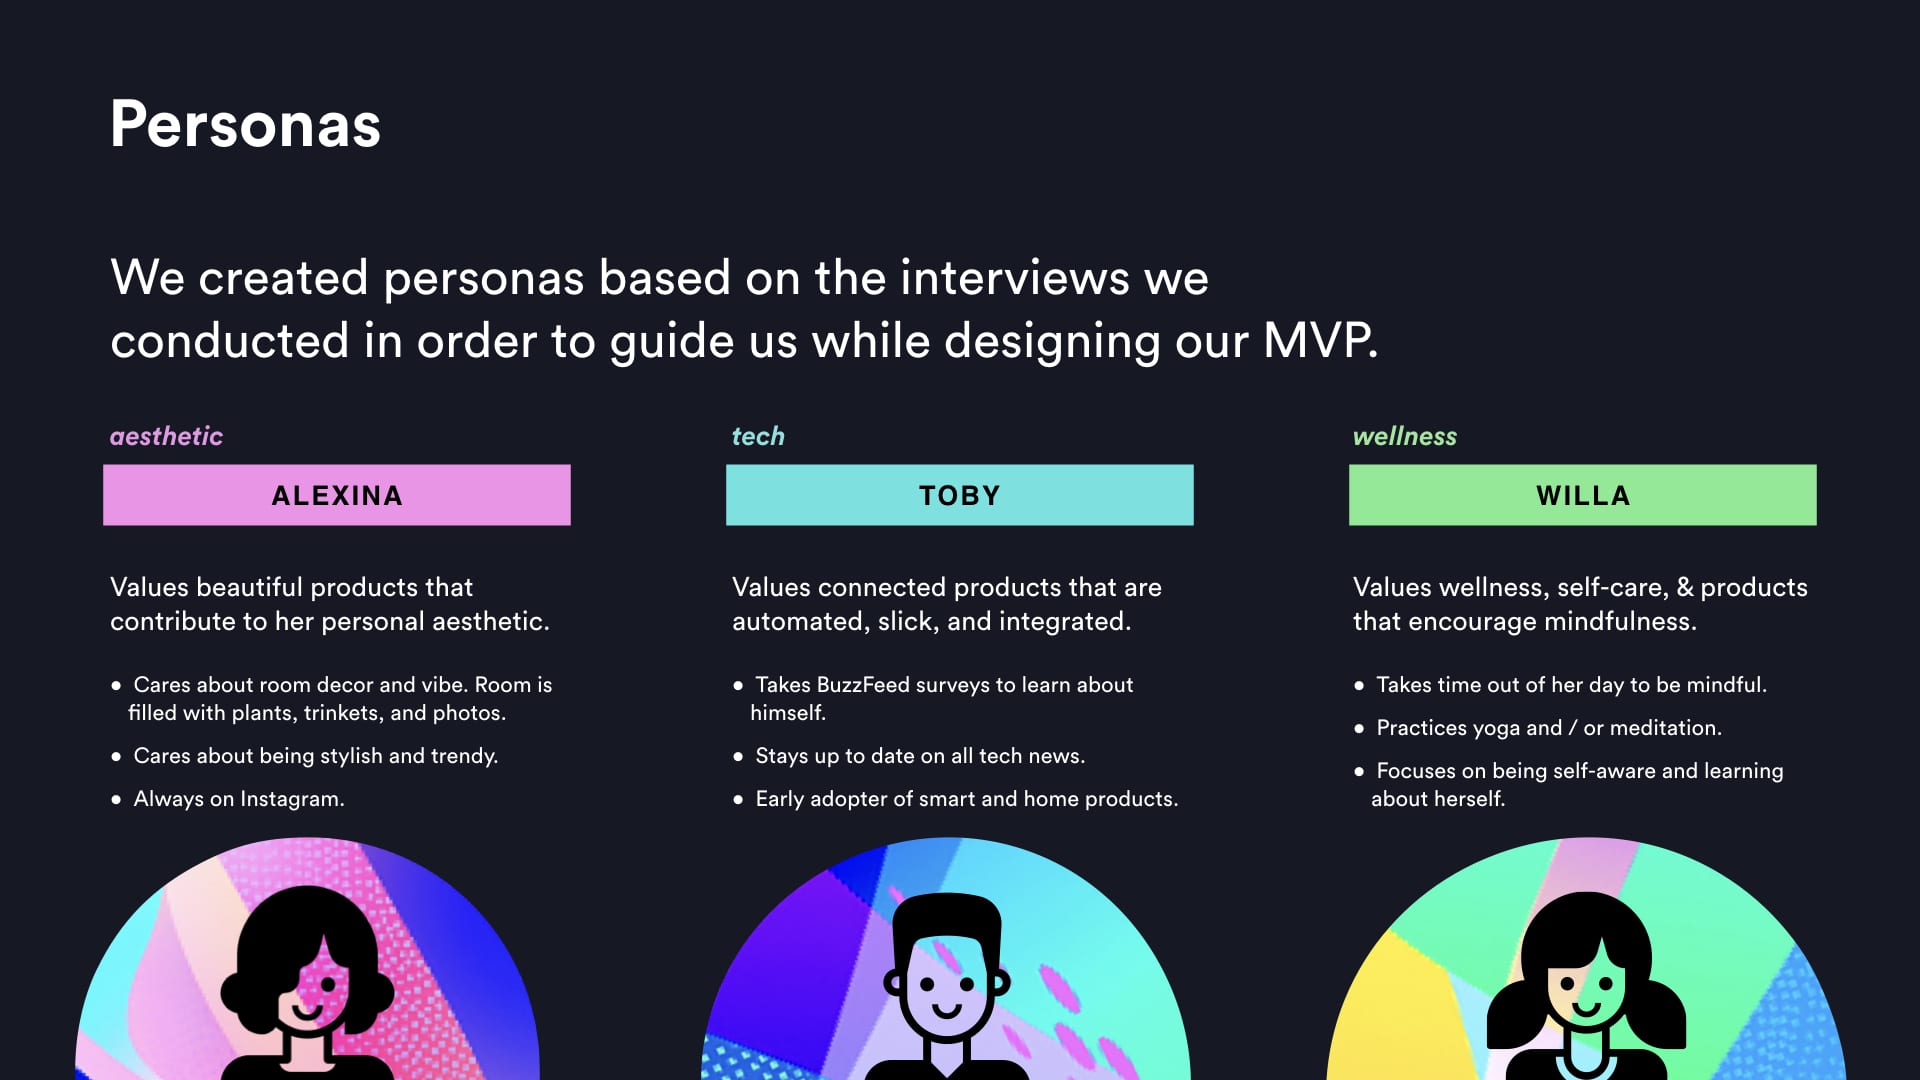 Personas
We created personas based on the interviews we
conducted in order to guide us while designing our MVP.
aesthetic
ALEXINA
Values beautiful products that
contribute to her personal aesthetic.
● Cares about room decor and vibe. Room is
filled with plants, trinkets, and photos.
● Cares about being stylish and trendy.
● Always on Instagram.
tech
TOBY
Values connected products that are
automated, slick, and integrated.
● Takes BuzzFeed surveys to learn about
himself.
● Stays up to date on all tech news.
● Early adopter of smart and home products.
wellness
WILLA
Values wellness, self-care, & products
that encourage mindfulness.
● Takes time out of her day to be mindful.
● Practices yoga and / or meditation.
● Focuses on being self-aware and learning
about herself.